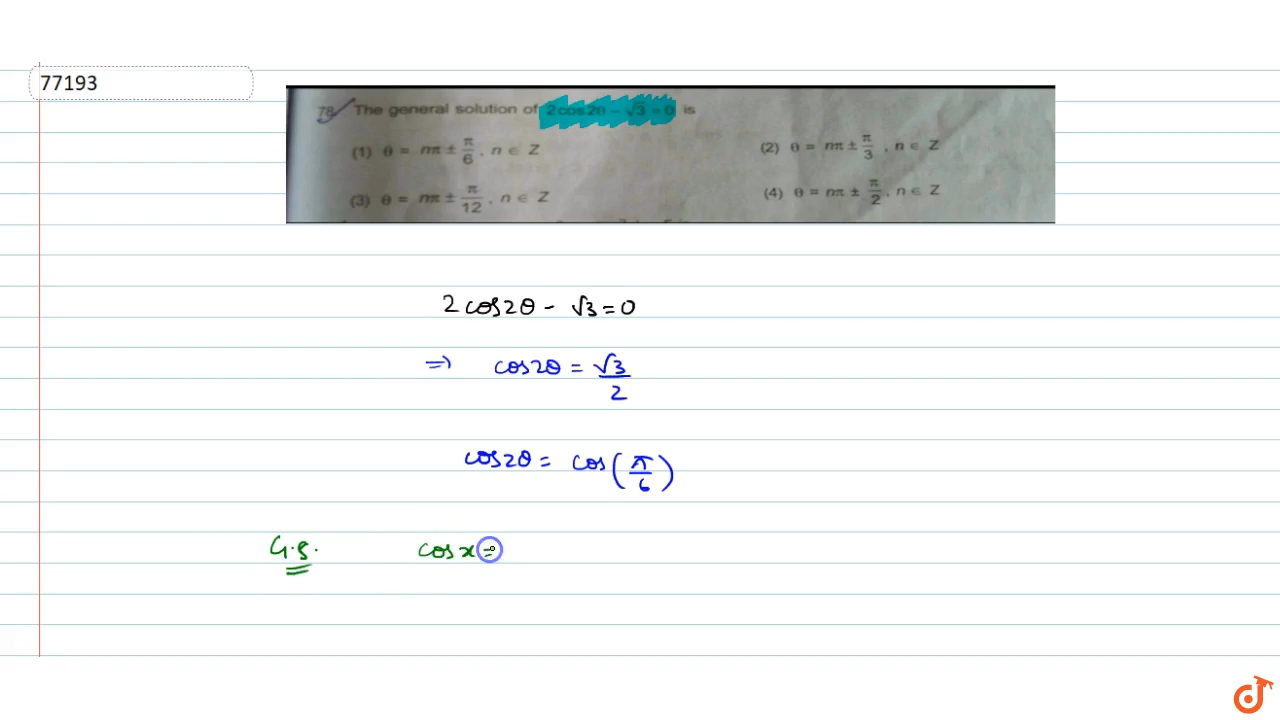 77193
78. The general solution of 2cos2θ – √3 = 0 is
(1) θ = nπ ± π/6 , n ∈ Z
(2) θ = nπ ± π/3 , n ∈ Z
(3) θ = nπ ± π/12 , n ∈ Z
(4) θ = nπ ± π/2 , n ∈ Z
2cos2θ - √3 = 0
⇒ cos2θ = √3/2
cos2θ = cos(π/6)
G.S. cosx =